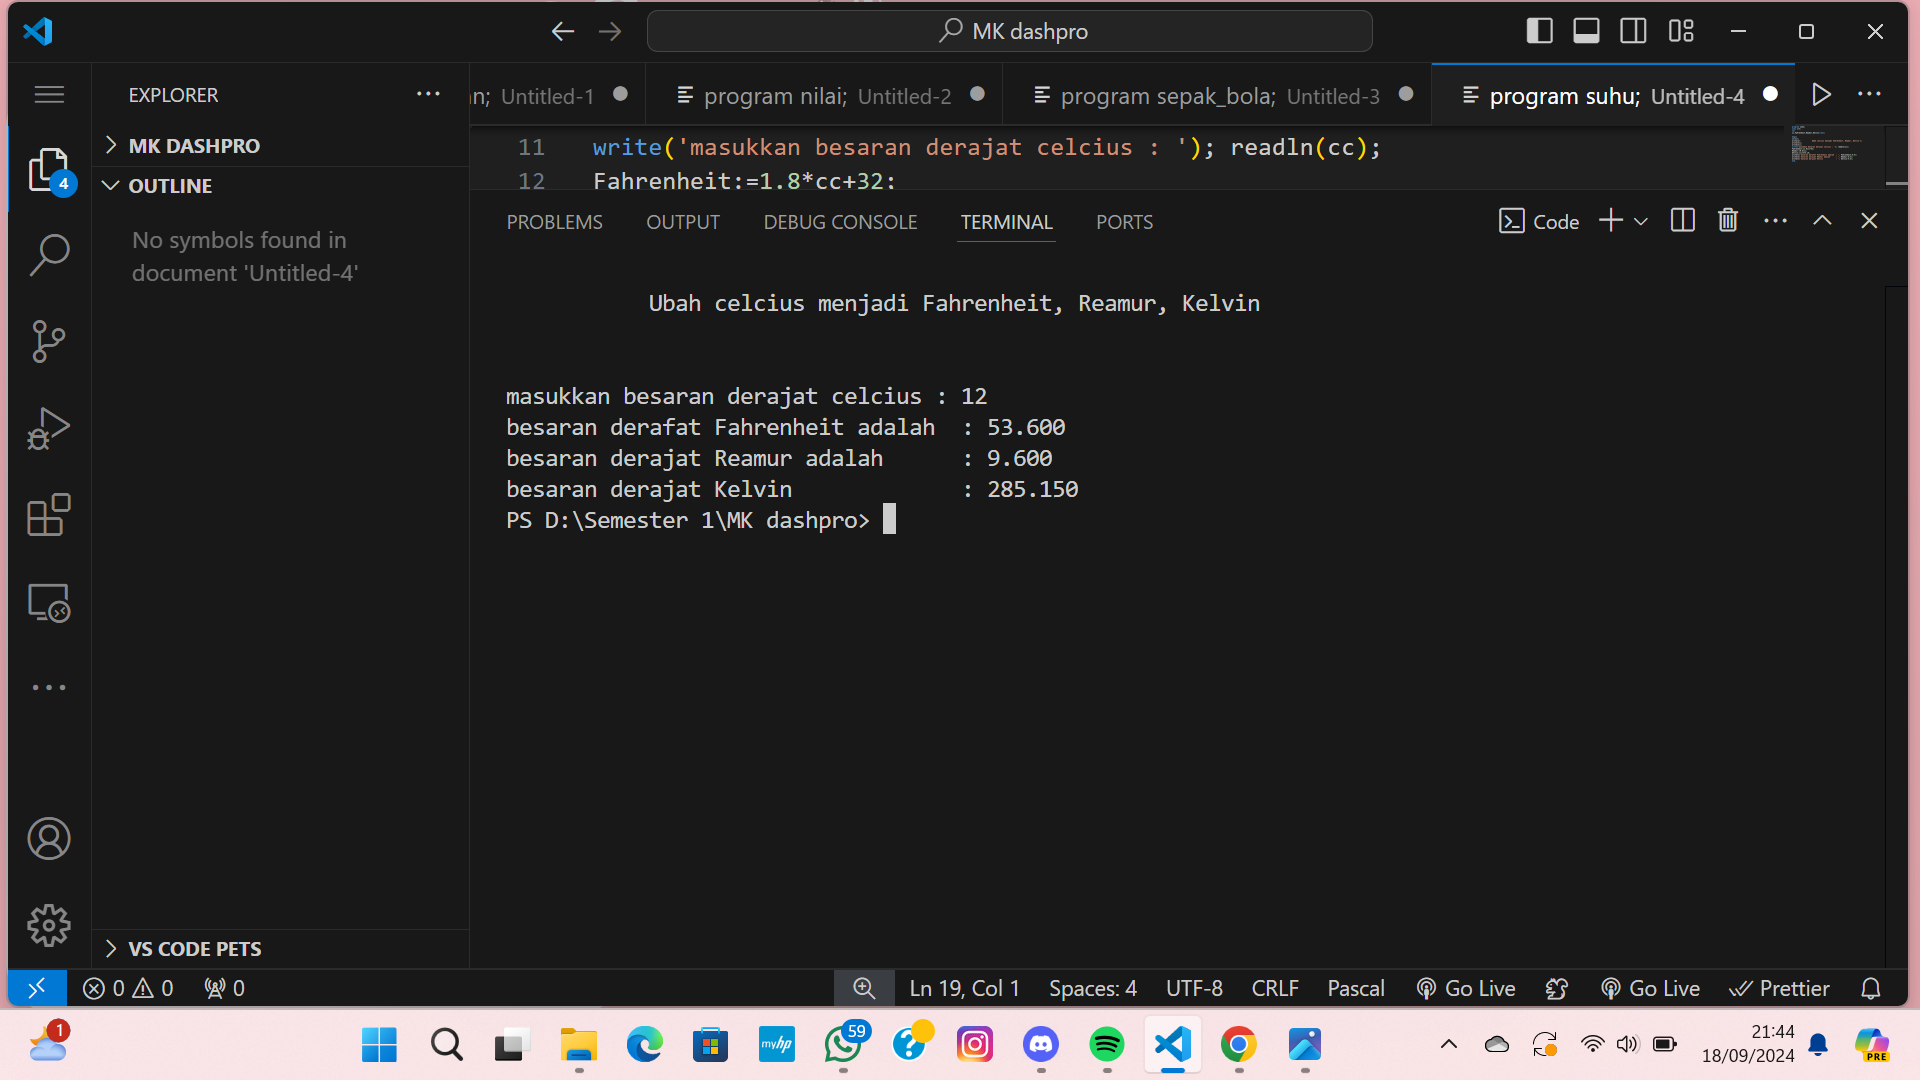 MK dashpro
EXPLORER
n; Untitled-1
program nilai; Untitled-2
program sepak_bola; Untitled-3
program suhu; Untitled-4
MK DASHPRO
OUTLINE
No symbols found in
document 'Untitled-4'
11 write('masukkan besaran derajat celcius : '); readln(cc);
12 Fahrenheit:=1.8*cc+32;
PROBLEMS OUTPUT DEBUG CONSOLE TERMINAL PORTS
Code
Ubah celcius menjadi Fahrenheit, Reamur, Kelvin
masukkan besaran derajat celcius : 12
besaran derafat Fahrenheit adalah : 53.600
besaran derajat Reamur adalah : 9.600
besaran derajat Kelvin : 285.150
PS D:\Semester 1\MK dashpro>
4
VS CODE PETS
0 0 0
Ln 19, Col 1 Spaces: 4 UTF-8 CRLF Pascal Go Live Go Live Prettier
1
myhp
59
21:44
18/09/2024
PRE